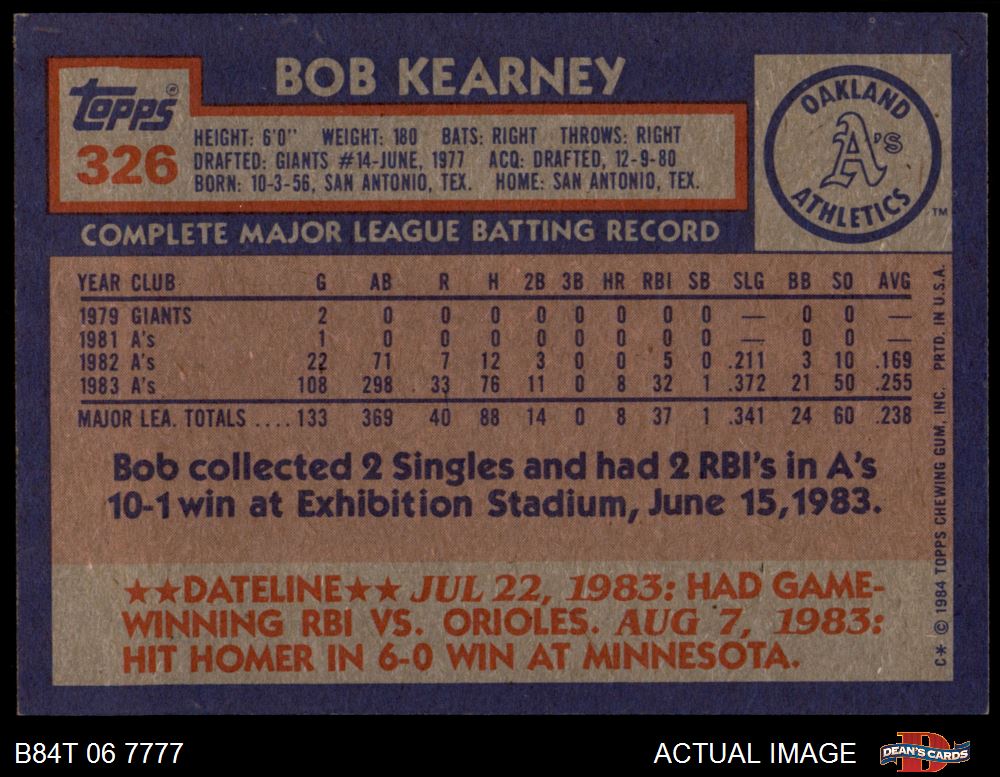 BOB KEARNEY
Topps®
326
HEIGHT: 6'0" WEIGHT: 180 BATS: RIGHT THROWS: RIGHT
DRAFTED: GIANTS #14-JUNE, 1977 ACQ: DRAFTED, 12-9-80
BORN: 10-3-56, SAN ANTONIO, TEX. HOME: SAN ANTONIO, TEX.
OAKLAND
A's
ATHLETICS
TM
COMPLETE MAJOR LEAGUE BATTING RECORD
YEAR CLUB G AB R H 2B 3B HR RBI SB SLG BB SO AVG
1979 GIANTS 2 0 0 0 0 0 0 0 0 — 0 0 —
1981 A's 1 0 0 0 0 0 0 0 0 — 0 0 —
1982 A's 22 71 7 12 3 0 0 5 0 .211 3 10 .169
1983 A's 108 298 33 76 11 0 8 32 1 .372 21 50 .255
MAJOR LEA. TOTALS .... 133 369 40 88 14 0 8 37 1 .341 24 60 .238
Bob collected 2 Singles and had 2 RBI's in A's
10-1 win at Exhibition Stadium, June 15, 1983.
★★DATELINE★★ JUL 22, 1983: HAD GAME-
WINNING RBI VS. ORIOLES. AUG 7, 1983:
HIT HOMER IN 6-0 WIN AT MINNESOTA.
C* © 1984 TOPPS CHEWING GUM, INC. PRTD. IN U.S.A.
B84T 06 7777
ACTUAL IMAGE
DEAN'S CARDS